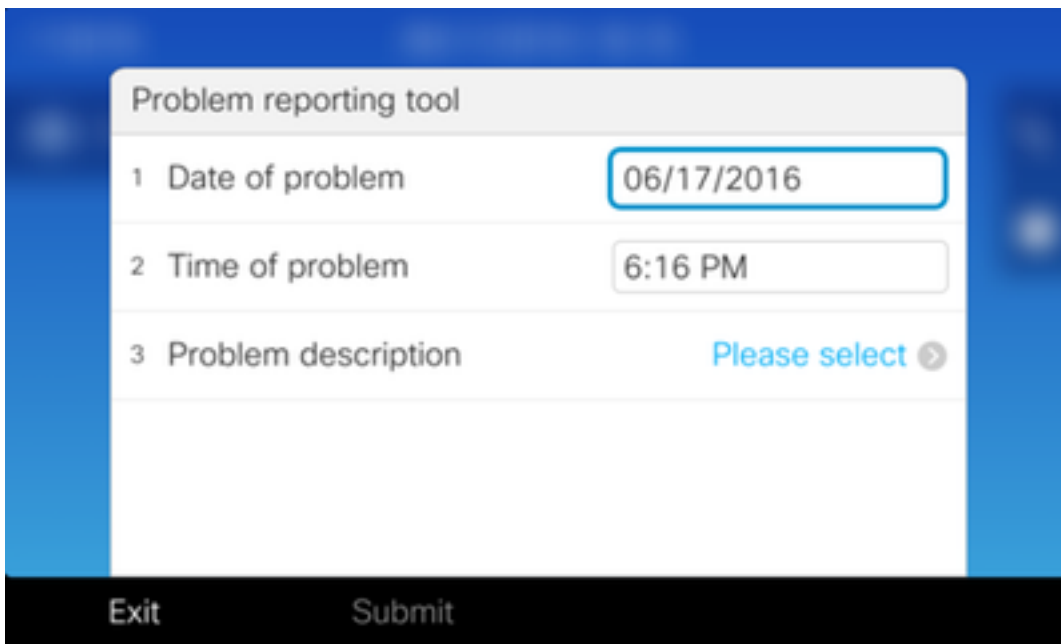 Problem reporting tool
1 Date of problem 06/17/2016
2 Time of problem 6:16 PM
3 Problem description Please select
Exit Submit